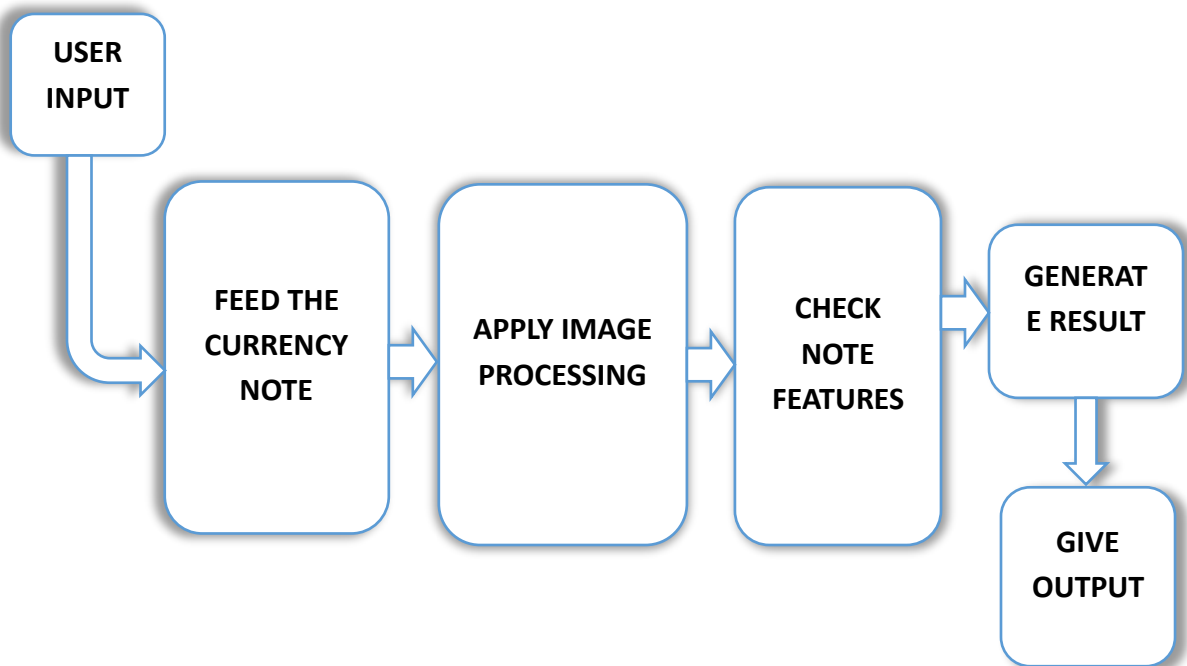 USER
INPUT
FEED THE
CURRENCY
NOTE
APPLY IMAGE
PROCESSING
CHECK
NOTE
FEATURES
GENERAT
E RESULT
GIVE
OUTPUT